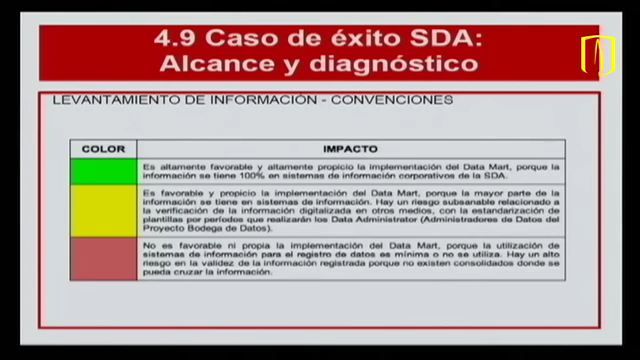 4.9 Caso de éxito SDA:
Alcance y diagnóstico
LEVANTAMIENTO DE INFORMACIÓN - CONVENCIONES
COLOR IMPACTO
Es altamente favorable y altamente propicio la implementación del Data Mart, porque la
información se tiene 100% en sistemas de información corporativos de la SDA.
Es favorable y propicio la implementación del Data Mart, porque la mayor parte de la
información se tiene en sistemas de información. Hay un riesgo subsanable relacionado a
la verificación de la información digitalizada en otros medios, con la estandarización de
plantillas por períodos que realizarán los Data Administrator (Administradores de Datos del
Proyecto Bodega de Datos).
No es favorable ni propia la implementación del Data Mart, porque la utilización de
sistemas de información para el registro de datos es mínima o no se utiliza. Hay un alto
riesgo en la validez de la información registrada porque no existen consolidados donde se
pueda cruzar la información.